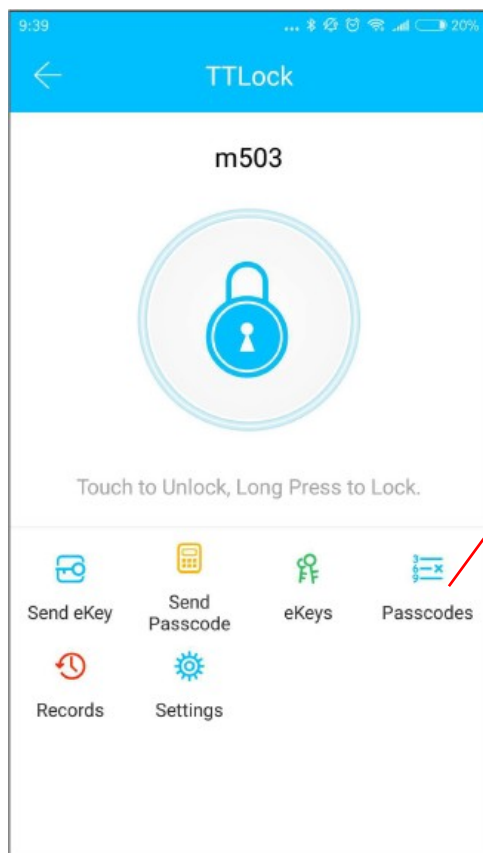 9:39 ... 20%
TTLock
m503
Touch to Unlock, Long Press to Lock.
Send eKey
Send
Passcode
eKeys
Passcodes
Records
Settings